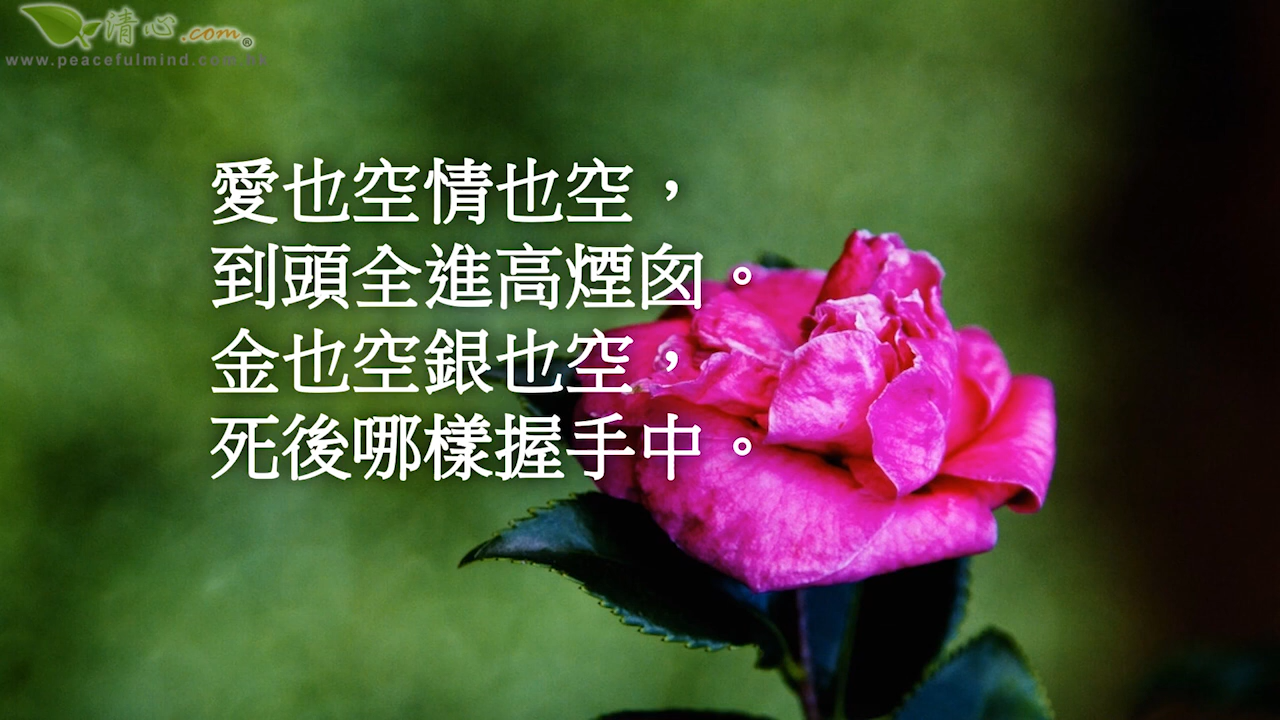 清心.com®
www.peacefulmind.com.hk
愛也空情也空，
到頭全進高煙囪。
金也空銀也空，
死後哪樣握手中。